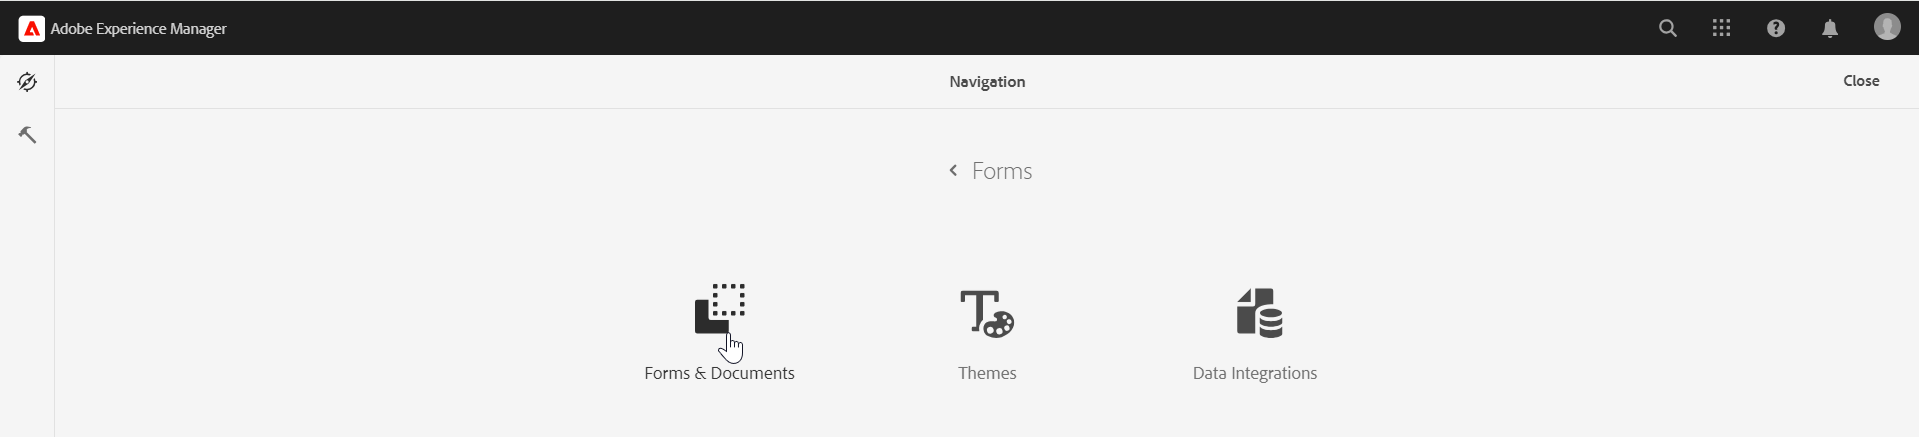 Adobe Experience Manager
Navigation
Close
Forms
Forms & Documents
Themes
Data Integrations